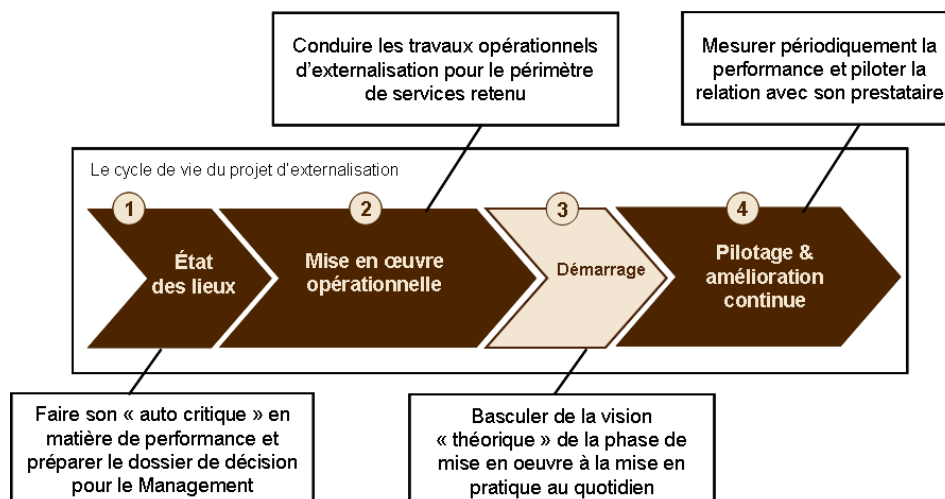 Conduire les travaux opérationnels
d'externalisation pour le périmètre
de services retenu
Mesurer périodiquement la
performance et piloter la
relation avec son prestataire
Le cycle de vie du projet d'externalisation
1
État
des lieux
2
Mise en œuvre
opérationnelle
3
Démarrage
4
Pilotage &
amélioration
continue
Faire son « auto critique » en
matière de performance et
préparer le dossier de décision
pour le Management
Basculer de la vision
« théorique » de la phase de
mise en oeuvre à la mise en
pratique au quotidien